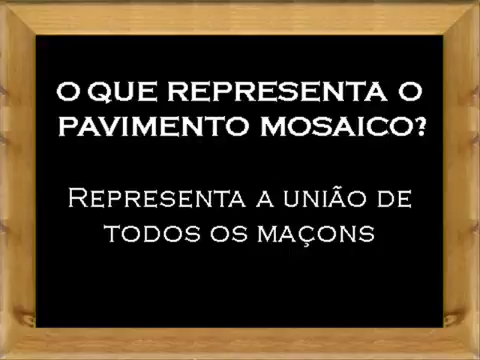 O QUE REPRESENTA O
PAVIMENTO MOSAICO?
REPRESENTA A UNIÃO DE
TODOS OS MAÇONS